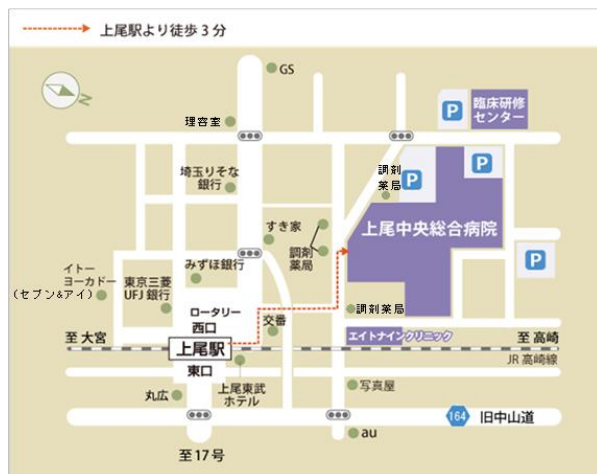 上尾駅より徒歩3分
N
GS
P
臨床研修
センター
理容室
P
P
調剤
薬局
埼玉りそな
銀行
上尾中央総合病院
すき家
調剤
薬局
P
イトー
ヨーカドー
(セブン&アイ)
東京三菱
UFJ銀行
みずほ銀行
ロータリー
西口
交番
調剤薬局
エイトナインクリニック
至 大宮
上尾駅
至 高崎
JR高崎線
東口
上尾東武
ホテル
写真屋
丸広
164
旧中山道
au
至17号